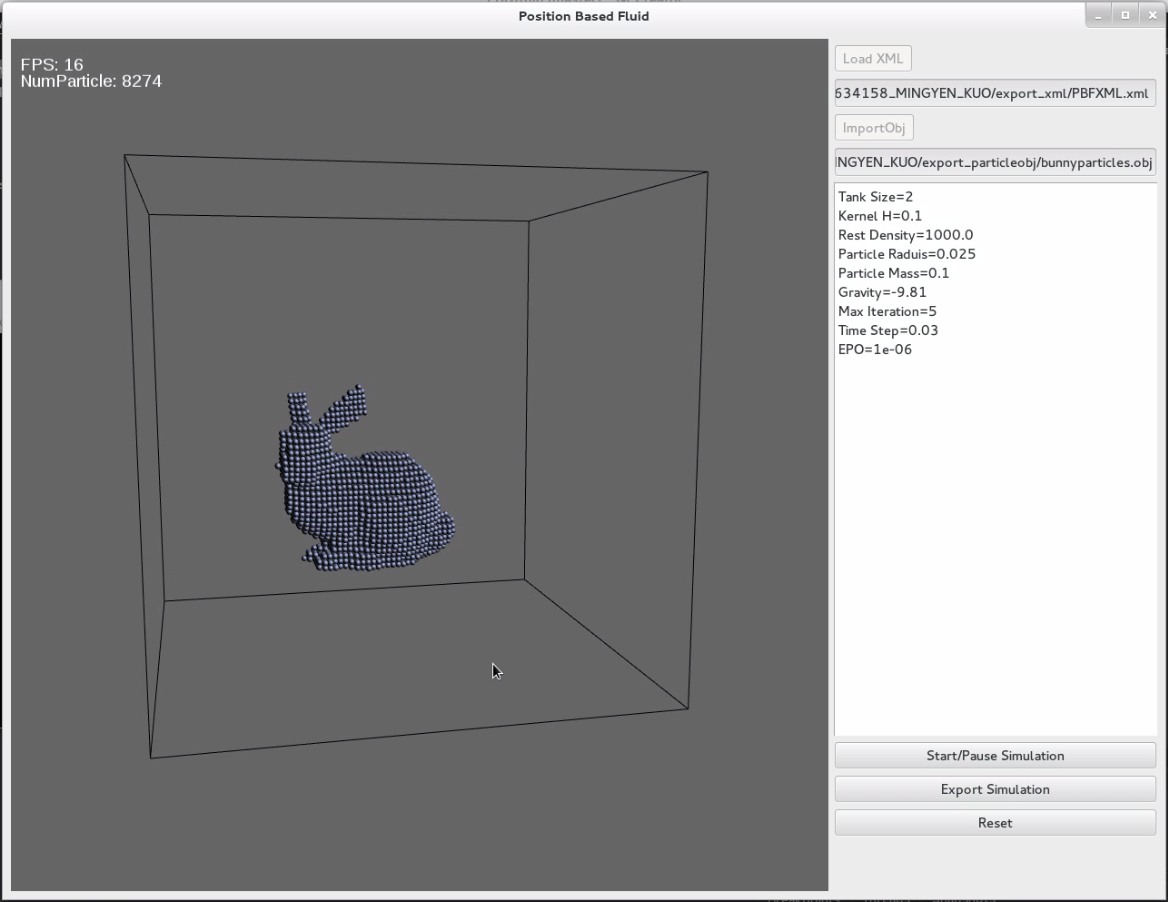 Position Based Fluid
FPS: 16
NumParticle: 8274
Load XML
634158_MINGYEN_KUO/export_xml/PBFXML.xml
ImportObj
INGYEN_KUO/export_particleobj/bunnyparticles.obj
Tank Size=2
Kernel H=0.1
Rest Density=1000.0
Particle Raduis=0.025
Particle Mass=0.1
Gravity=-9.81
Max Iteration=5
Time Step=0.03
EPO=1e-06
Start/Pause Simulation
Export Simulation
Reset